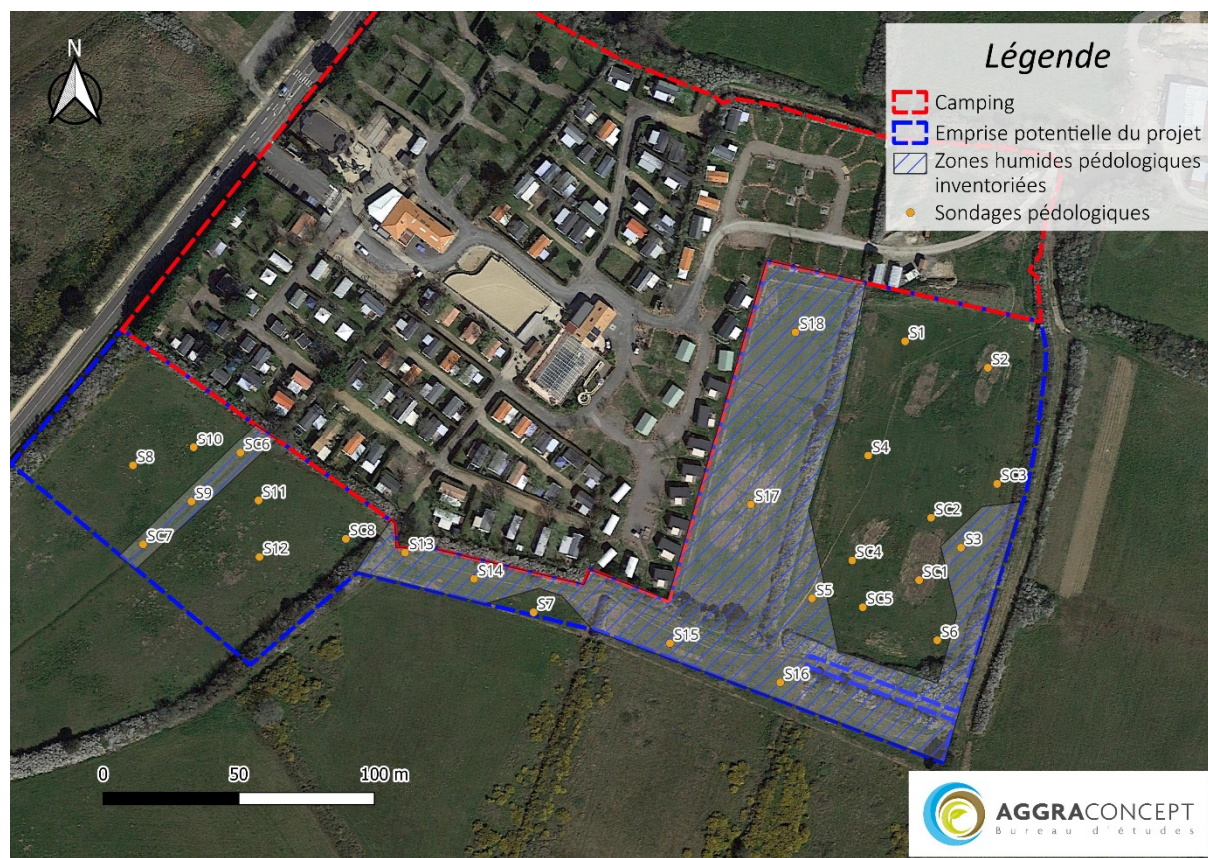 N
Légende
Camping
Emprise potentielle du projet
Zones humides pédologiques
inventoriées
Sondages pédologiques
S18
S1
S2
S4
S10
SC6
S8
SC3
S9
S11
S17
SC2
SC7
SC8
S12
S13
S3
SC4
S14
SC1
S5
SC5
S7
S15
S6
S16
0 50 100 m
AGGRACONCEPT
Bureau d'études